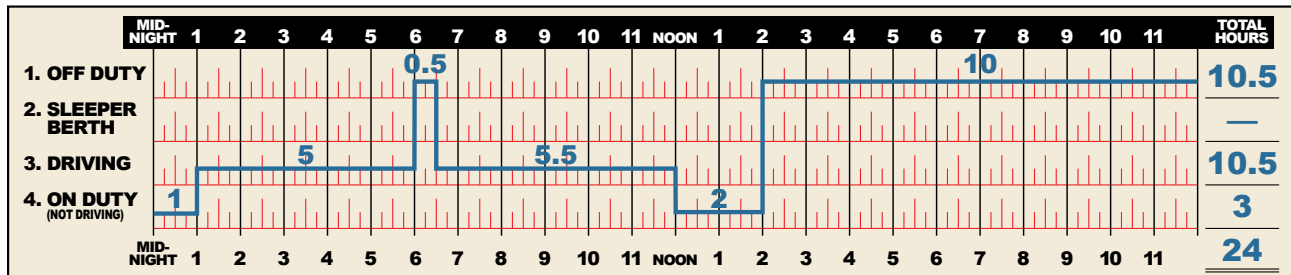 MID-NIGHT 1 2 3 4 5 6 7 8 9 10 11 NOON 1 2 3 4 5 6 7 8 9 10 11 TOTAL HOURS
1. OFF DUTY 0.5 10 10.5
2. SLEEPER BERTH —
3. DRIVING 5 5.5 10.5
4. ON DUTY (NOT DRIVING) 1 2 3
MID-NIGHT 1 2 3 4 5 6 7 8 9 10 11 NOON 1 2 3 4 5 6 7 8 9 10 11 24